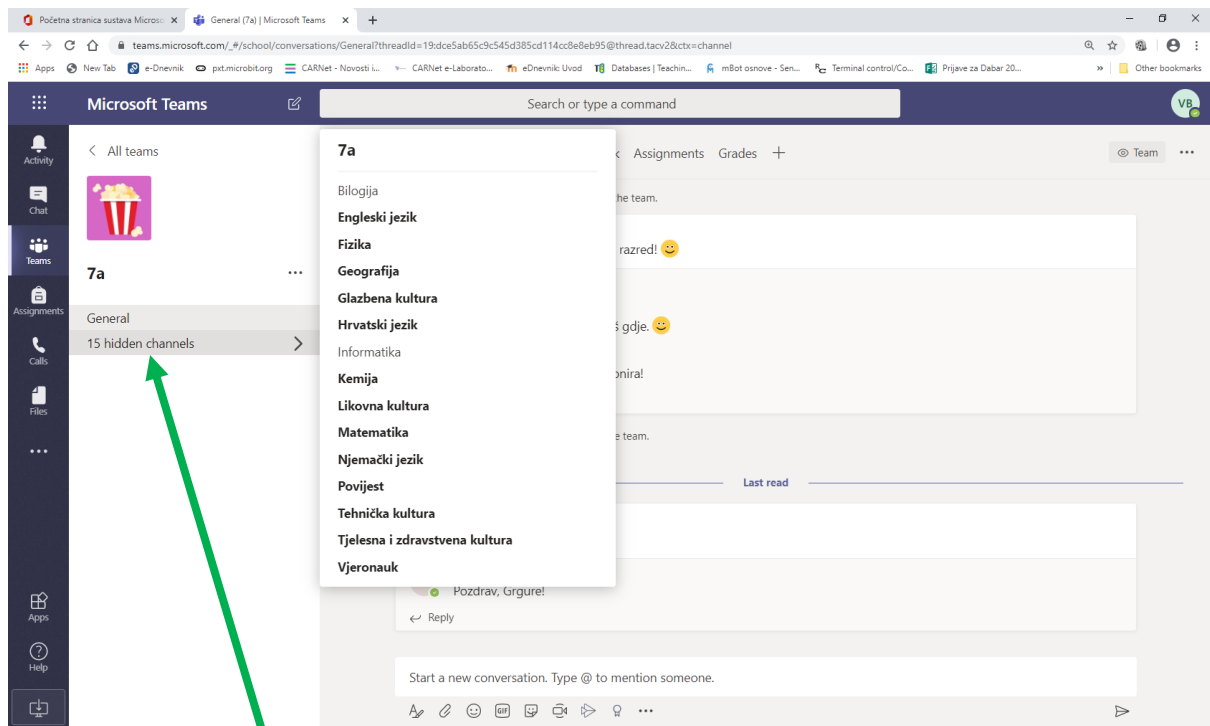 Početna stranica sustava Microso
General (7a) | Microsoft Teams
teams.microsoft.com/_#/school/conversations/General?threadId=19:dce5ab65c9c545d385cd114cc8e8eb95@thread.tacv2&ctx=channel
Apps New Tab e-Dnevnik pxt.microbit.org CARNet - Novosti i... CARNet e-Laborato... eDnevnik: Uvod Databases | Teachin... mBot osnove - Sen... Terminal control/Co... Prijave za Dabar 20... » Other bookmarks
Microsoft Teams
Search or type a command
VB
Activity
Chat
Teams
Assignments
Calls
Files
Apps
Help
All teams
7a
General
15 hidden channels
7a
Bilogija
Engleski jezik
Fizika
Geografija
Glazbena kultura
Hrvatski jezik
Informatika
Kemija
Likovna kultura
Matematika
Njemački jezik
Povijest
Tehnička kultura
Tjelesna i zdravstvena kultura
Vjeronauk
Assignments Grades +
Team
he team.
razred!
š gdje.
onira!
e team.
Last read
Pozdrav, Grgure!
Reply
Start a new conversation. Type @ to mention someone.
GIF